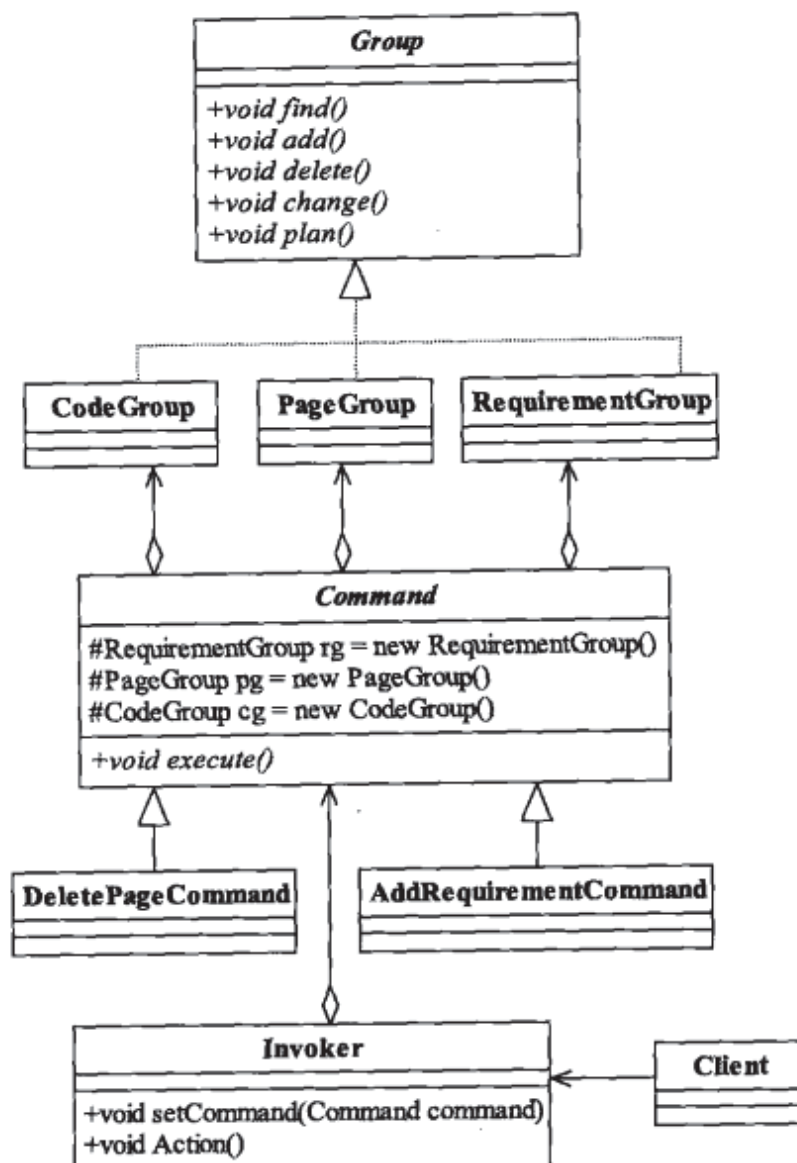 Group
+void find()
+void add()
+void delete()
+void change()
+void plan()
CodeGroup
PageGroup
RequirementGroup
Command
#RequirementGroup rg = new RequirementGroup()
#PageGroup pg = new PageGroup()
#CodeGroup cg = new CodeGroup()
+void execute()
DeletePageCommand
AddRequirementCommand
Invoker
+void setCommand(Command command)
+void Action()
Client